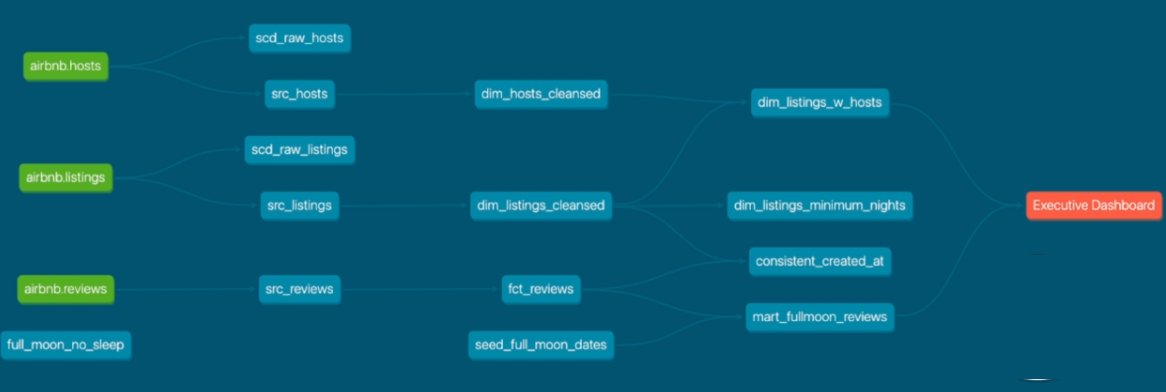 scd_raw_hosts
airbnb.hosts
src_hosts
dim_hosts_cleansed
dim_listings_w_hosts
scd_raw_listings
airbnb.listings
src_listings
dim_listings_cleansed
dim_listings_minimum_nights
Executive Dashboard
consistent_created_at
airbnb.reviews
src_reviews
fct_reviews
mart_fullmoon_reviews
full_moon_no_sleep
seed_full_moon_dates